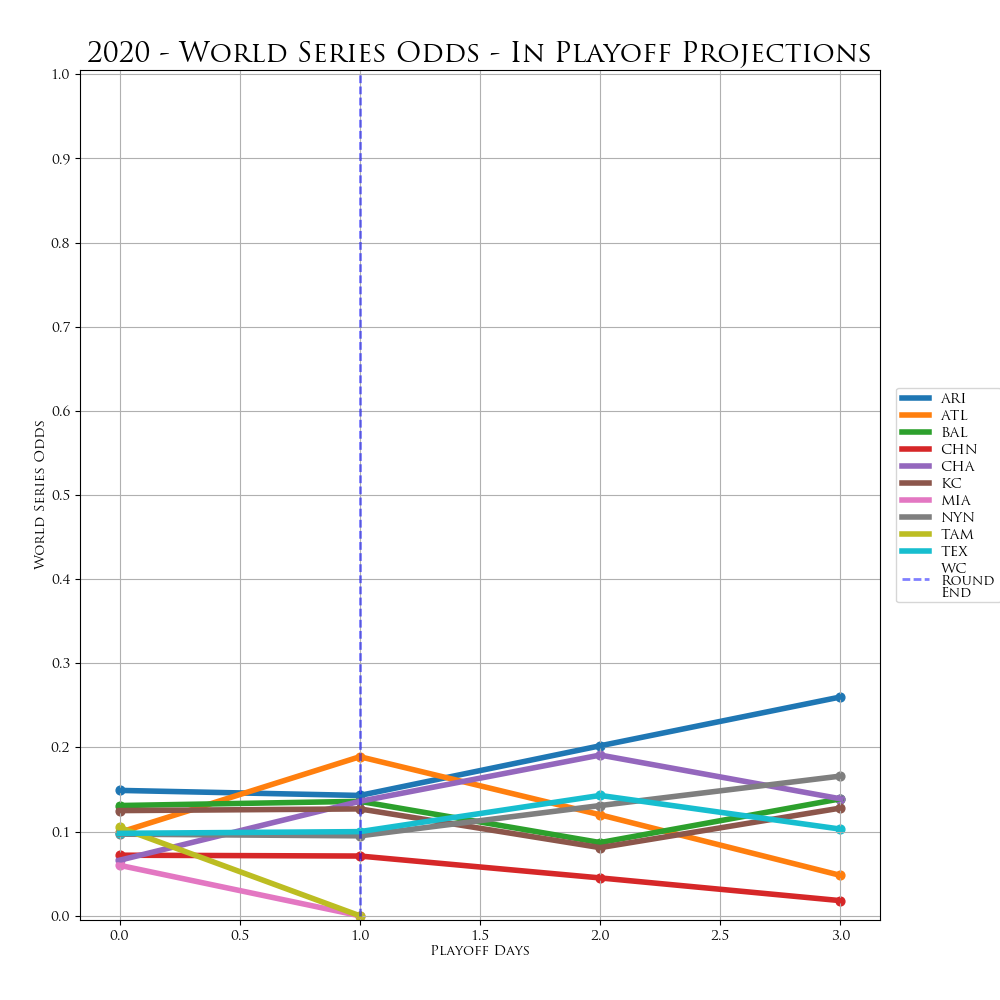 2020 - World Series Odds - In Playoff Projections
1.0
0.9
0.8
0.7
0.6
0.5
0.4
0.3
0.2
0.1
0.0
World Series Odds
0.0 0.5 1.0 1.5 2.0 2.5 3.0
Playoff Days
ARI
ATL
BAL
CHN
CHA
KC
MIA
NYN
TAM
TEX
WC
Round
End